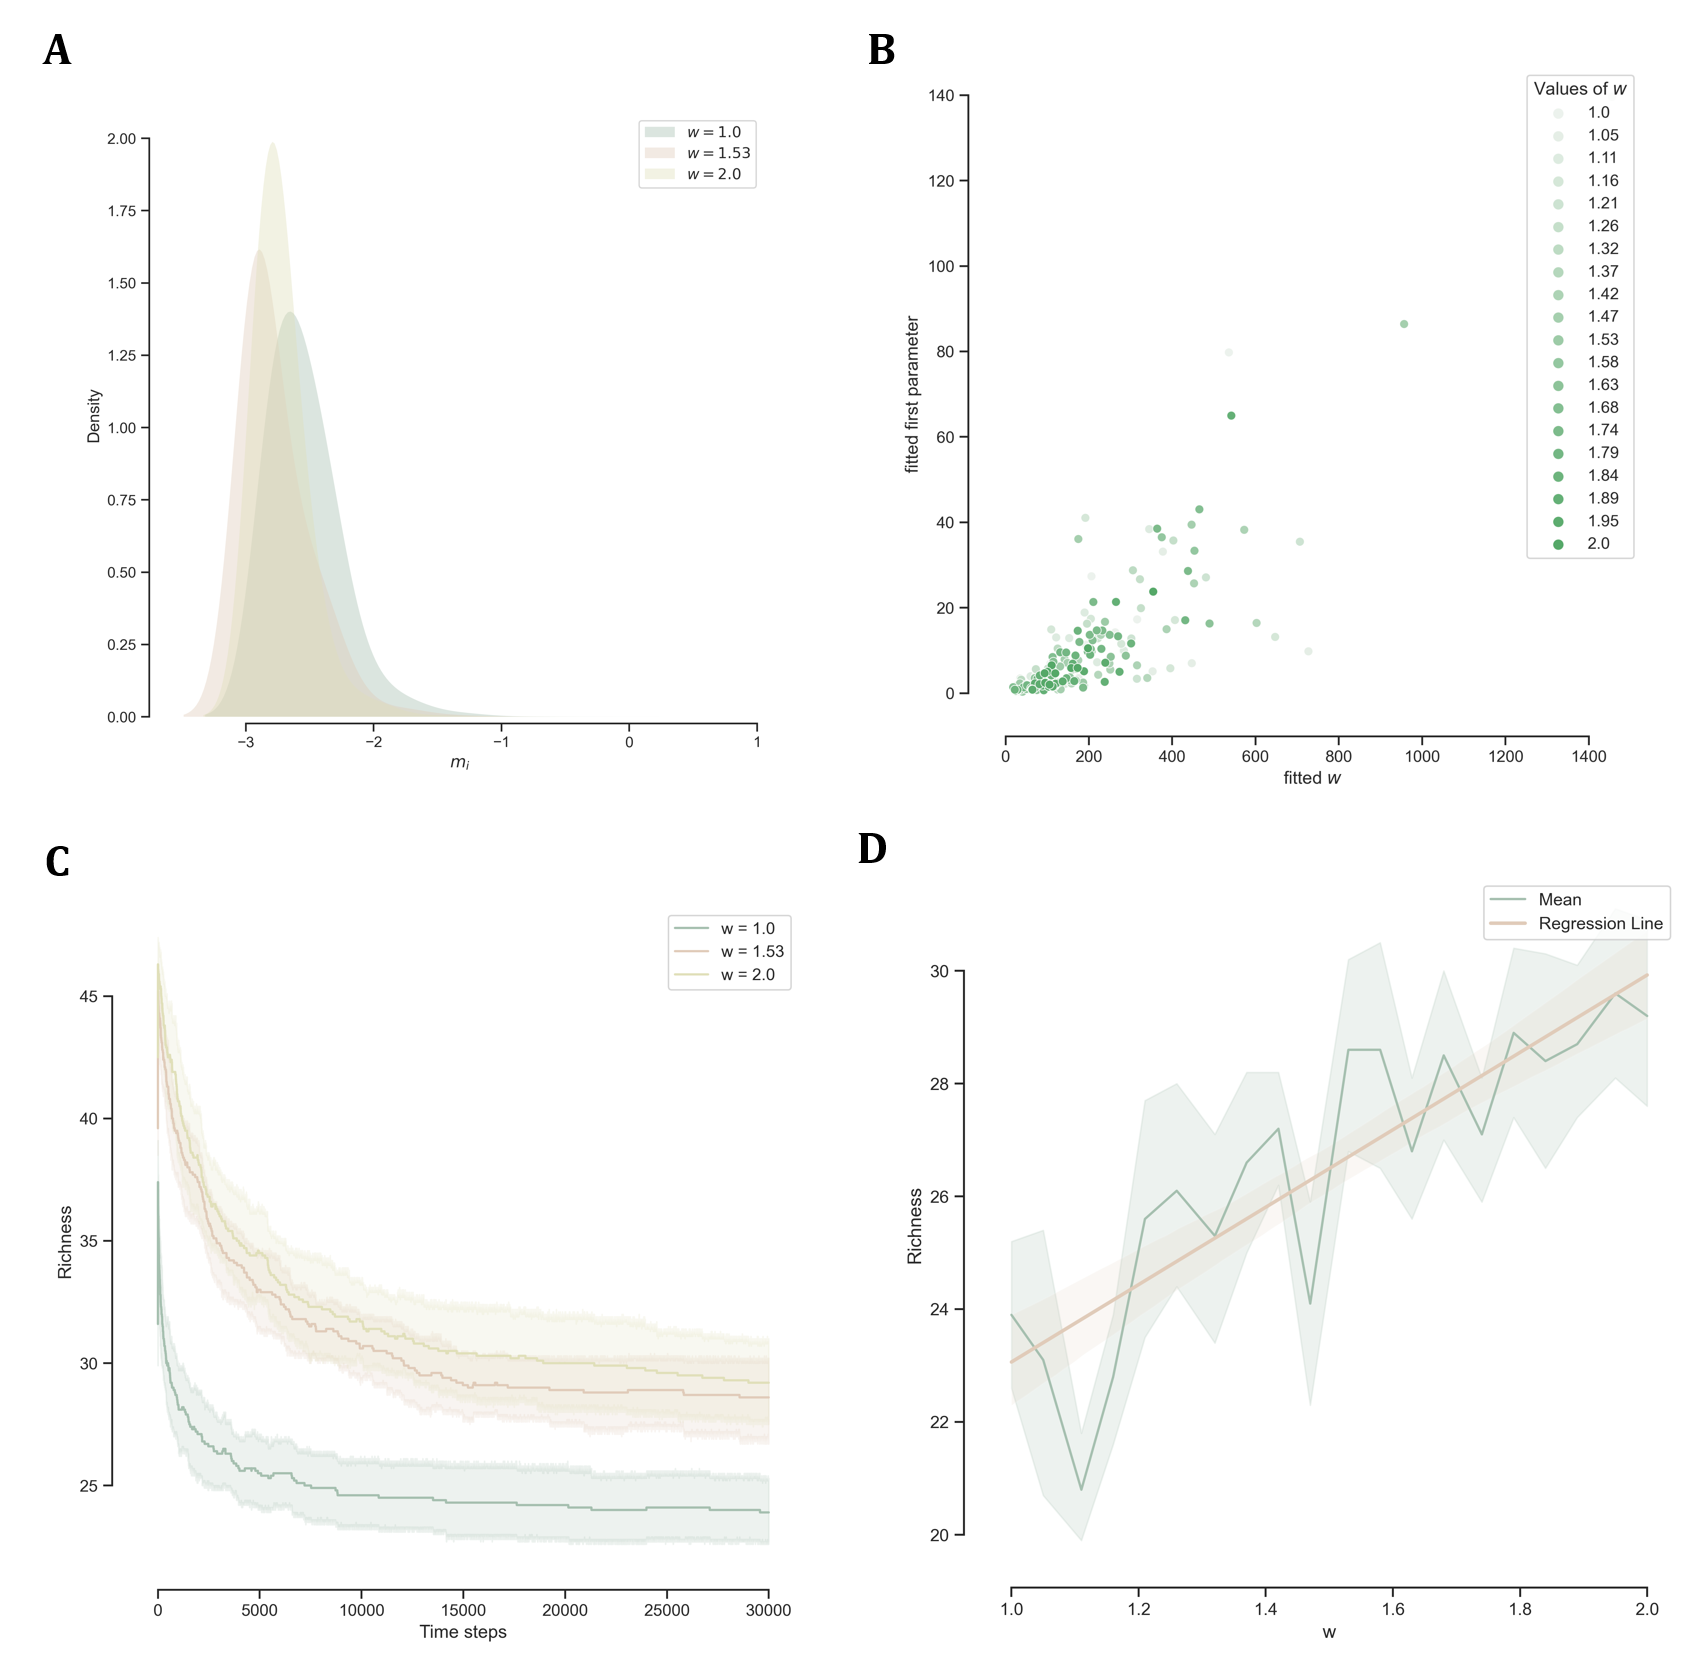 A
w = 1.0
w = 1.53
w = 2.0
2.00
1.75
1.50
1.25
1.00
0.75
0.50
0.25
0.00
Density
−3 −2 −1 0 1
m_i
B
Values of w
1.0
1.05
1.11
1.16
1.21
1.26
1.32
1.37
1.42
1.47
1.53
1.58
1.63
1.68
1.74
1.79
1.84
1.89
1.95
2.0
140
120
100
80
60
40
20
0
fitted first parameter
0 200 400 600 800 1000 1200 1400
fitted w
C
w = 1.0
w = 1.53
w = 2.0
45
40
35
30
25
Richness
0 5000 10000 15000 20000 25000 30000
Time steps
D
Mean
Regression Line
30
28
26
24
22
20
Richness
1.0 1.2 1.4 1.6 1.8 2.0
w